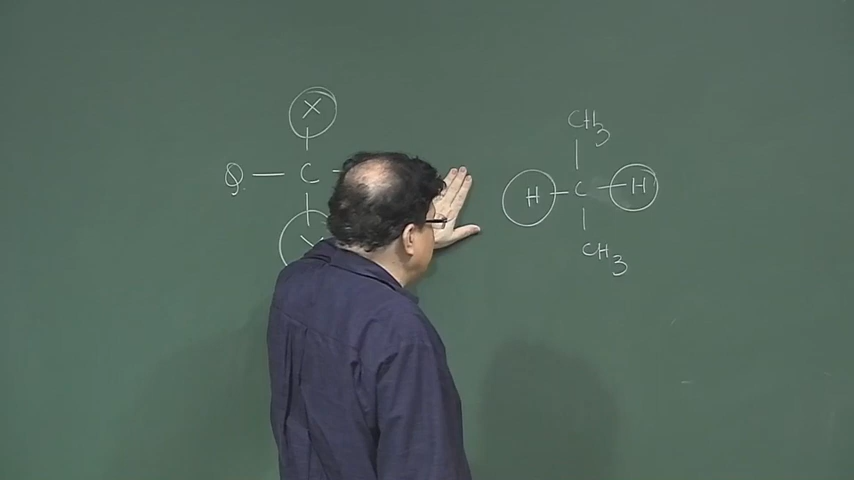 X
Q — C —
X
CH3
H — C — H
CH3